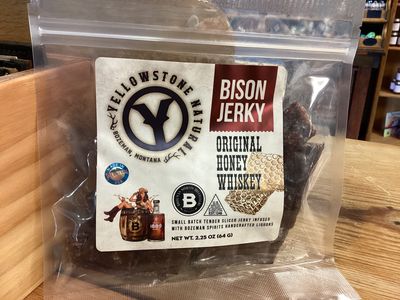 YELLOWSTONE NATURAL
BOZEMAN, MONTANA
Y
BISON
JERKY
ORIGINAL
HONEY
WHISKEY
B
SMALL BATCH TENDER SLICED JERKY INFUSED
WITH BOZEMAN SPIRITS HANDCRAFTED LIQUORS
NET WT. 2.25 OZ (64 G)